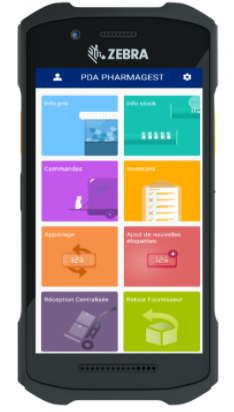 ZEBRA
PDA PHARMAGEST
Info prix
Info stock
Commandes
Inventaire
Appairage
Ajout de nouvelles
étiquettes
Réception Centralisée
Retour Fournisseur